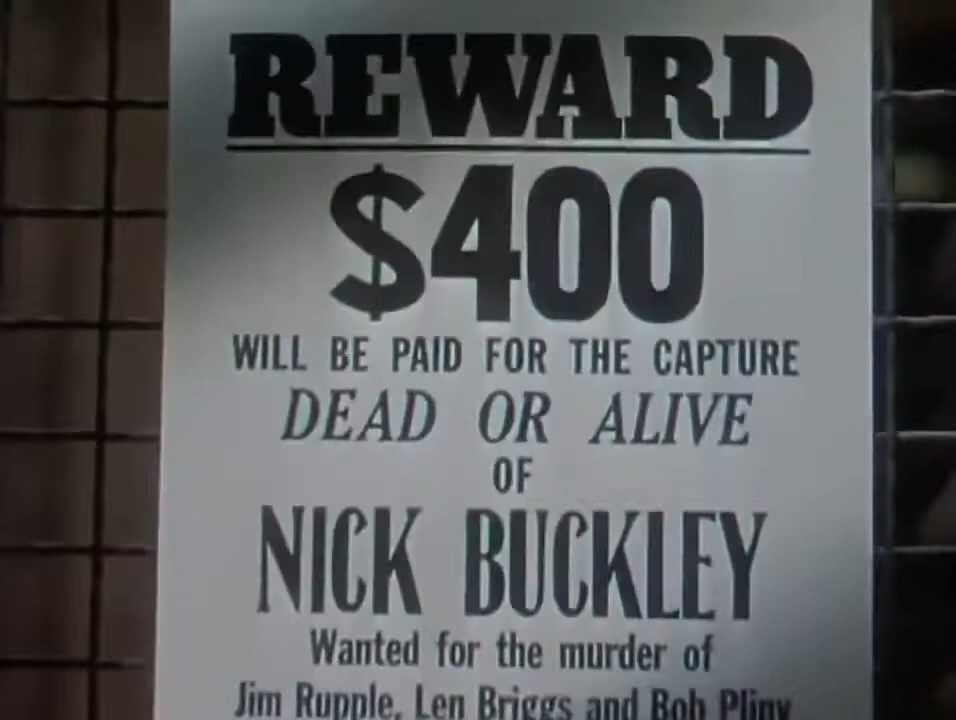 REWARD
$400
WILL BE PAID FOR THE CAPTURE
DEAD OR ALIVE
OF
NICK BUCKLEY
Wanted for the murder of
Jim Rupple, Len Briggs and Bob Pliny